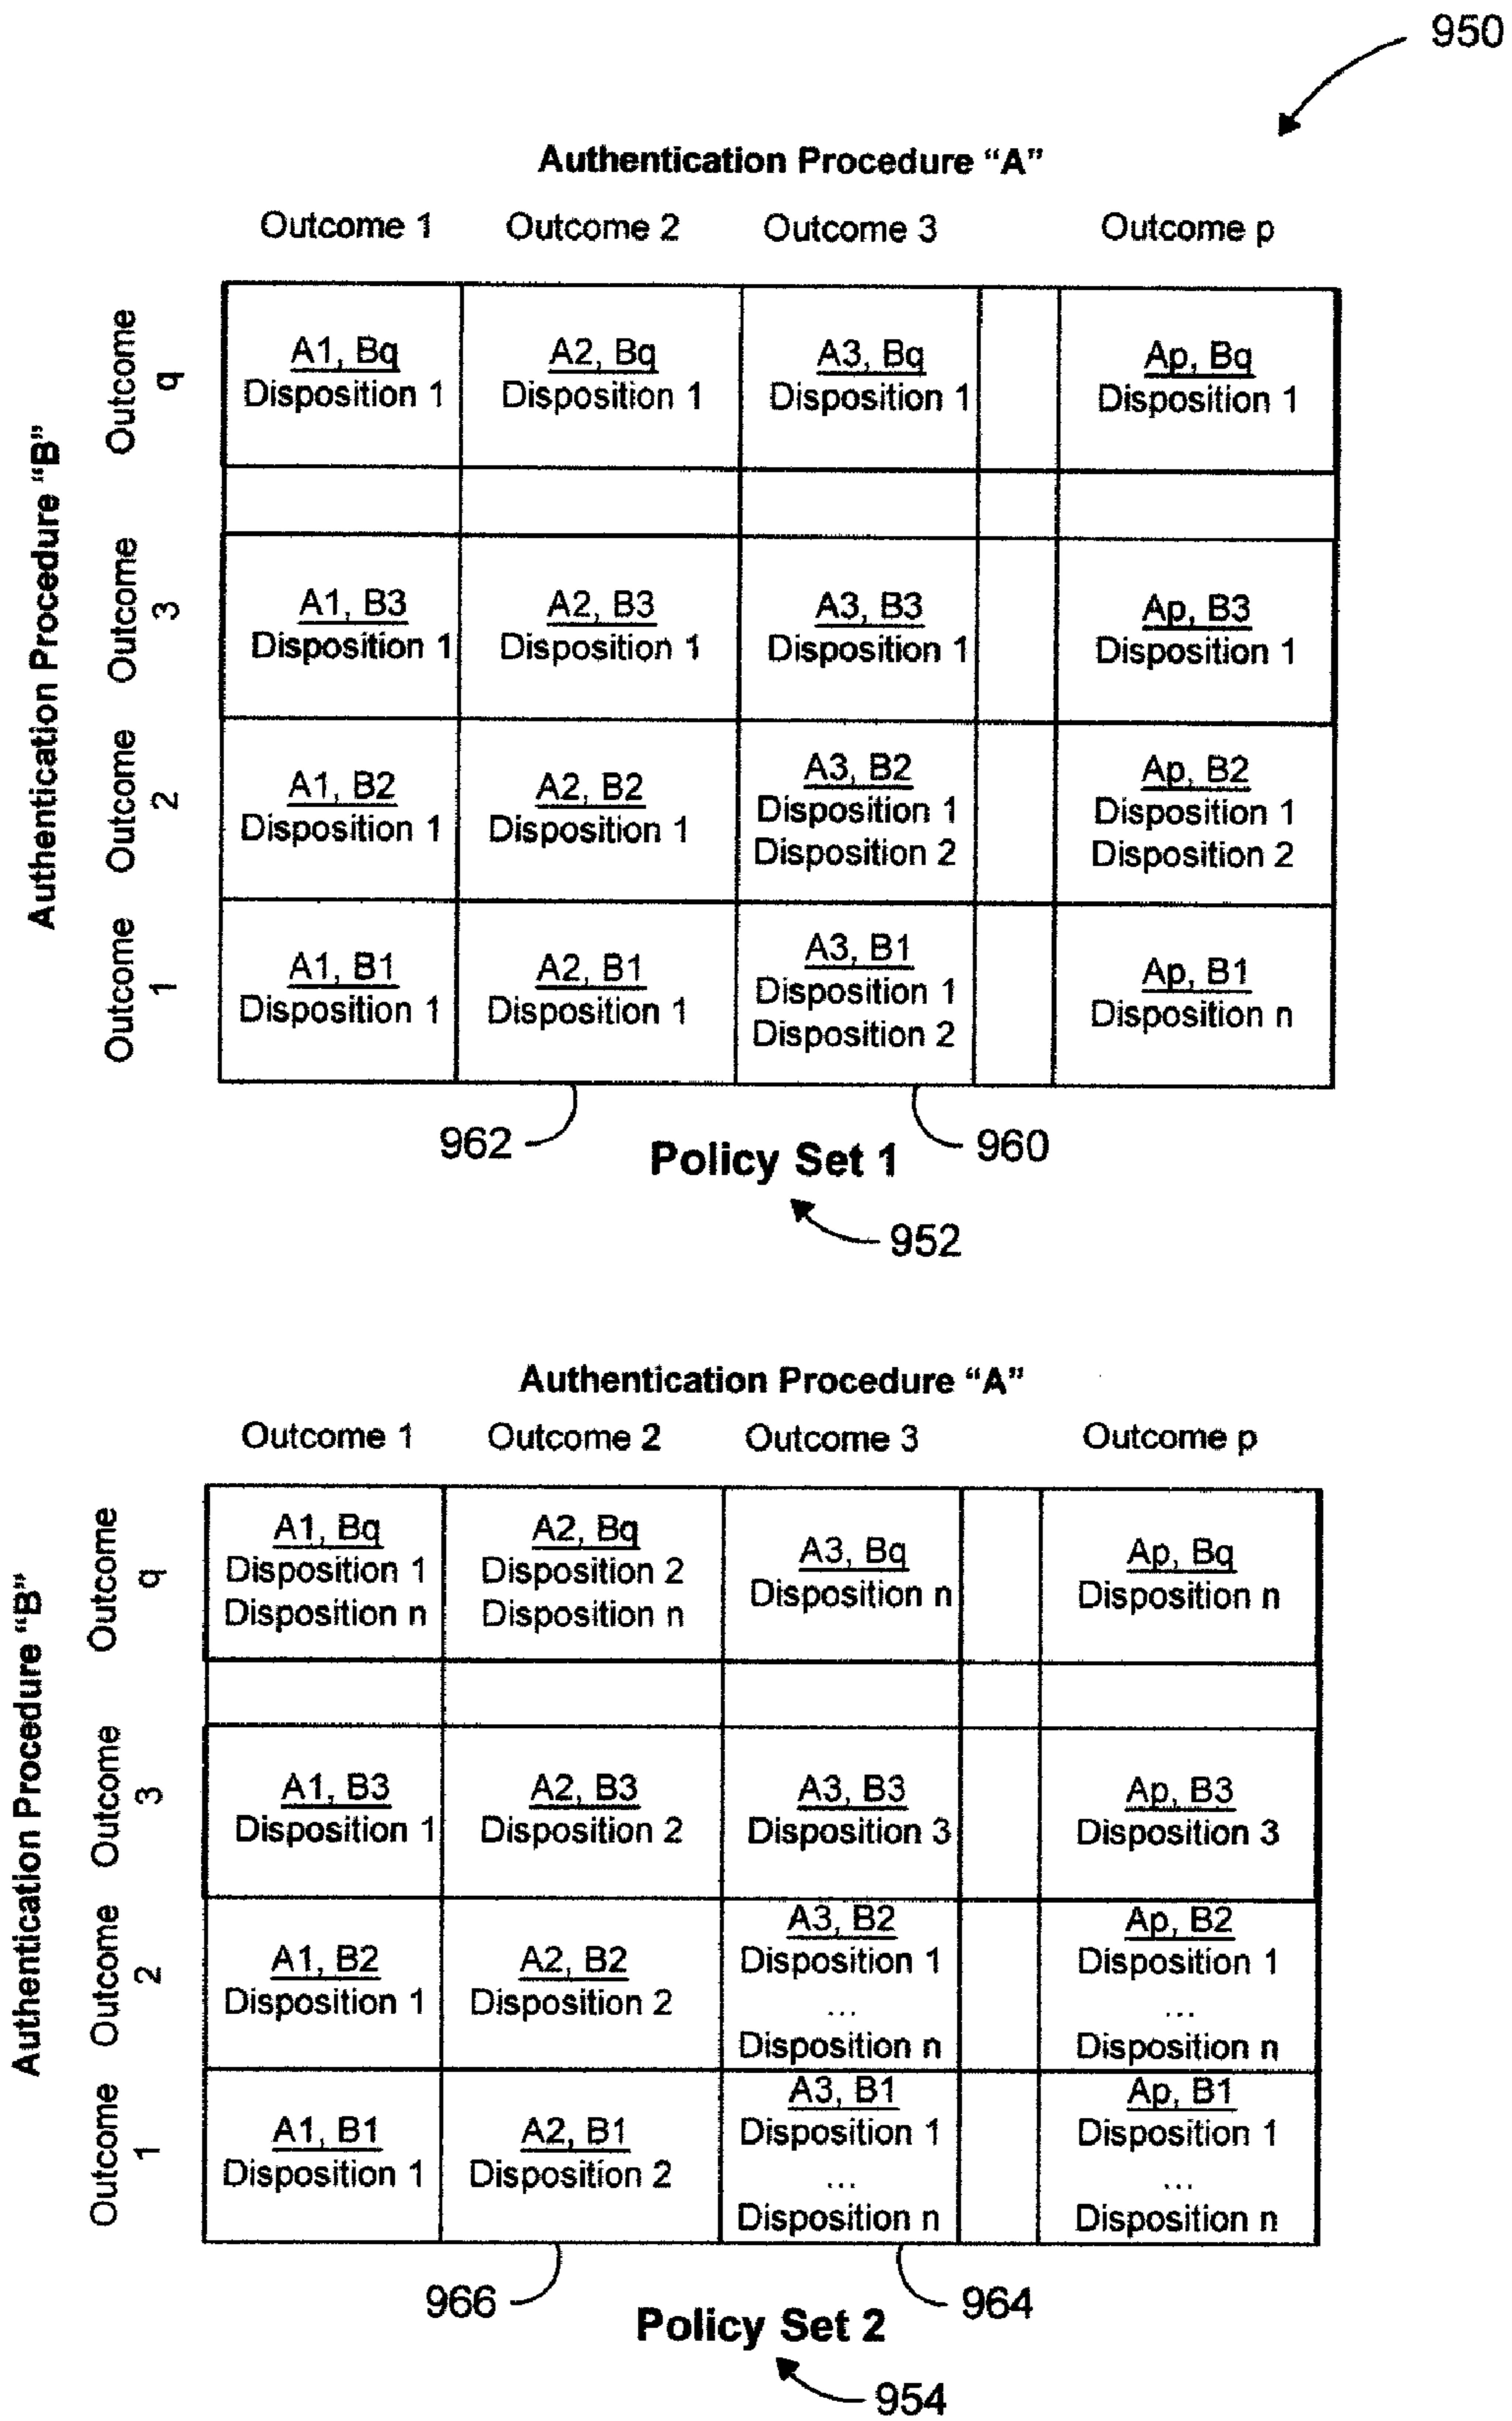 950
Authentication Procedure “A”
Outcome 1 Outcome 2 Outcome 3 Outcome p
Authentication Procedure “B”
Outcome q
A1, Bq A2, Bq A3, Bq Ap, Bq
Disposition 1 Disposition 1 Disposition 1 Disposition 1
Outcome 3
A1, B3 A2, B3 A3, B3 Ap, B3
Disposition 1 Disposition 1 Disposition 1 Disposition 1
Outcome 2
A1, B2 A2, B2 A3, B2 Ap, B2
Disposition 1 Disposition 1 Disposition 1 Disposition 1
Disposition 2 Disposition 2
Outcome 1
A1, B1 A2, B1 A3, B1 Ap, B1
Disposition 1 Disposition 1 Disposition 1 Disposition n
Disposition 2
962 Policy Set 1 960
952
Authentication Procedure “A”
Outcome 1 Outcome 2 Outcome 3 Outcome p
Authentication Procedure “B”
Outcome q
A1, Bq A2, Bq A3, Bq Ap, Bq
Disposition 1 Disposition 2 Disposition n Disposition n
Disposition n Disposition n
Outcome 3
A1, B3 A2, B3 A3, B3 Ap, B3
Disposition 1 Disposition 2 Disposition 3 Disposition 3
Outcome 2
A1, B2 A2, B2 A3, B2 Ap, B2
Disposition 1 Disposition 2 Disposition 1 Disposition 1
... ...
Disposition n Disposition n
Outcome 1
A1, B1 A2, B1 A3, B1 Ap, B1
Disposition 1 Disposition 2 Disposition 1 Disposition 1
... ...
Disposition n Disposition n
966 Policy Set 2 964
954